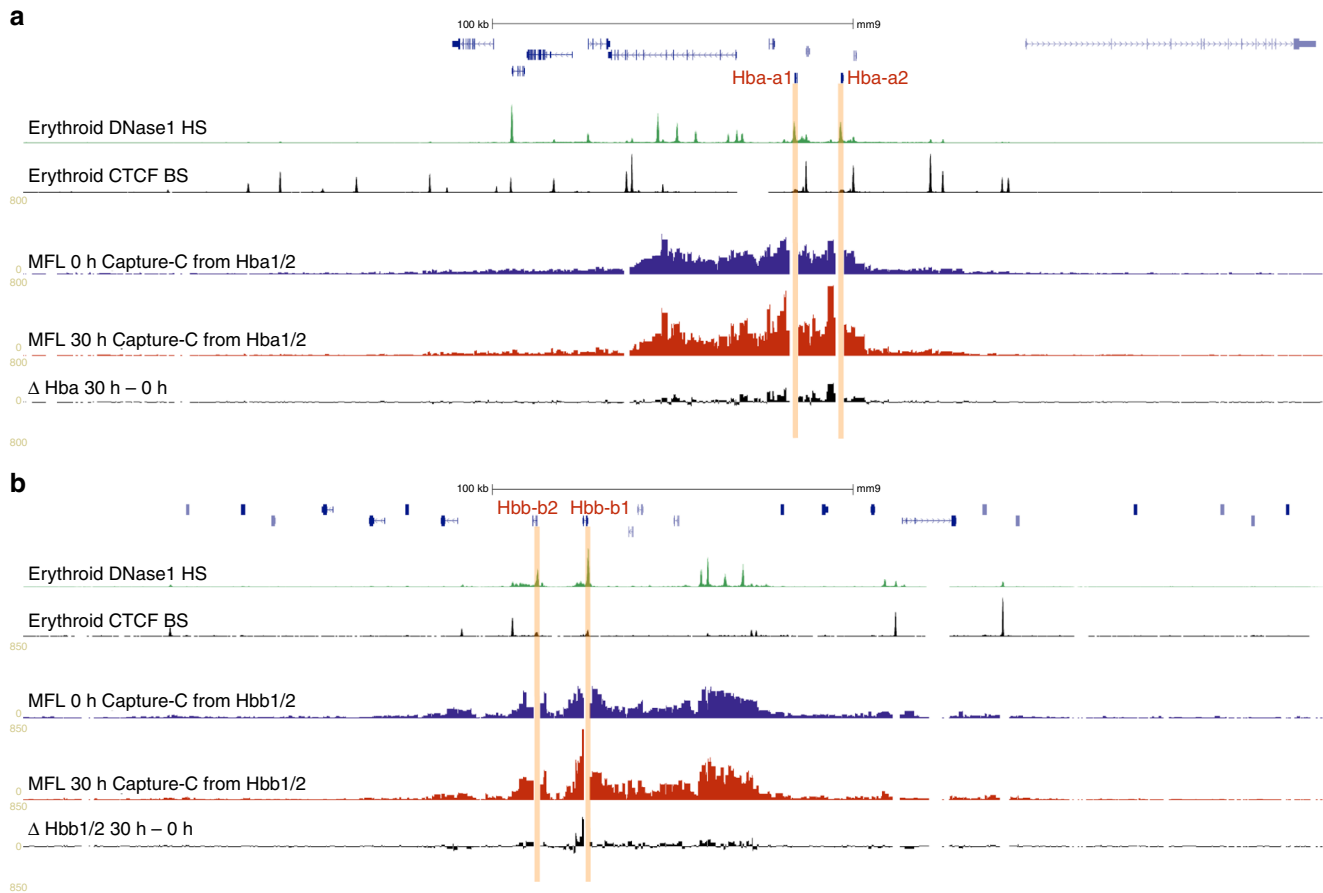 a
100 kb mm9
Hba-a1 Hba-a2
Erythroid DNase1 HS
Erythroid CTCF BS
800
MFL 0 h Capture-C from Hba1/2
0
800
MFL 30 h Capture-C from Hba1/2
0
800
Δ Hba 30 h – 0 h
0
800
b
100 kb mm9
Hbb-b2 Hbb-b1
Erythroid DNase1 HS
Erythroid CTCF BS
850
MFL 0 h Capture-C from Hbb1/2
0
850
MFL 30 h Capture-C from Hbb1/2
0
850
Δ Hbb1/2 30 h – 0 h
0
850